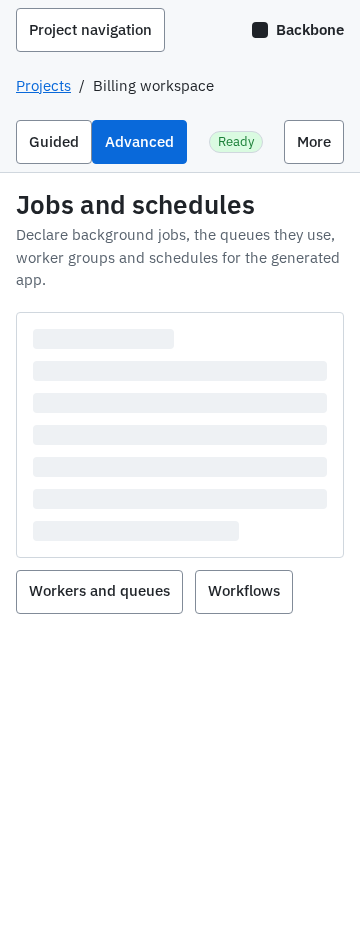 Project navigation
Backbone
Projects / Billing workspace
Guided
Advanced
Ready
More
Jobs and schedules
Declare background jobs, the queues they use,
worker groups and schedules for the generated
app.
Workers and queues
Workflows